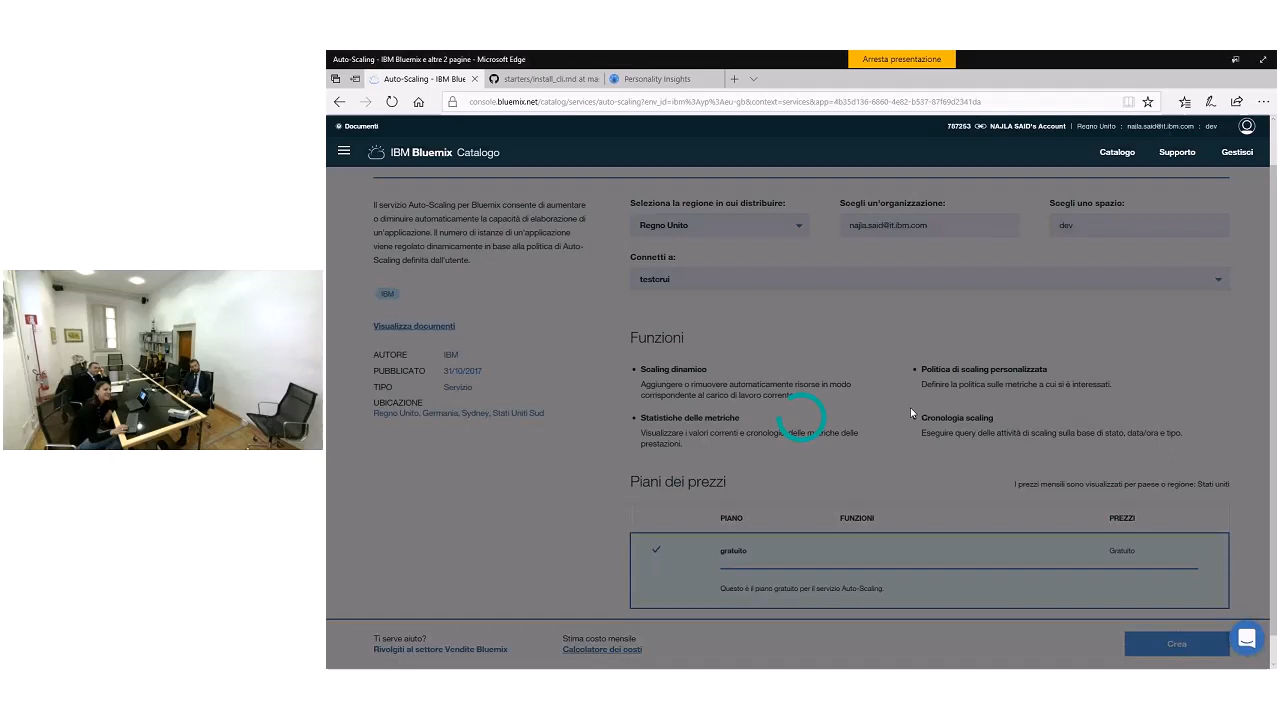 Auto-Scaling - IBM Bluemix e altre 2 pagine - Microsoft Edge
Arresta presentazione
Auto-Scaling - IBM Blue
starters/install_cli.md at ma
Personality Insights
console.bluemix.net/catalog/services/auto-scaling?env_id=ibm%3Ayp%3Aeu-gb&context=services&app=4b35d136-6860-4e82-b537-87f69d2341da
Documenti
787253 NAJLA SAID's Account | Regno Unito : najla.said@it.ibm.com : dev
IBM Bluemix Catalogo
Catalogo
Supporto
Gestisci
Il servizio Auto-Scaling per Bluemix consente di aumentare
o diminuire automaticamente la capacità di elaborazione di
un'applicazione. Il numero di istanze di un'applicazione
viene regolato dinamicamente in base alla politica di Auto-
Scaling definita dall'utente.
IBM
Visualizza documenti
AUTORE IBM
PUBBLICATO 31/10/2017
TIPO Servizio
UBICAZIONE
Regno Unito, Germania, Sydney, Stati Uniti Sud
Seleziona la regione in cui distribuire:
Regno Unito
Scegli un'organizzazione:
najla.said@it.ibm.com
Scegli uno spazio:
dev
Connetti a:
testcrui
Funzioni
Scaling dinamico
Aggiungere o rimuovere automaticamente risorse in modo
corrispondente al carico di lavoro corrente.
Politica di scaling personalizzata
Definire la politica sulle metriche a cui si è interessati.
Statistiche delle metriche
Visualizzare i valori correnti e cronologia delle metriche delle
prestazioni.
Cronologia scaling
Eseguire query delle attività di scaling sulla base di stato, data/ora e tipo.
Piani dei prezzi
I prezzi mensili sono visualizzati per paese o regione: Stati uniti
PIANO FUNZIONI PREZZI
gratuito Gratuito
Questo è il piano gratuito per il servizio Auto-Scaling.
Ti serve aiuto?
Rivolgiti al settore Vendite Bluemix
Stima costo mensile
Calcolatore dei costi
Crea